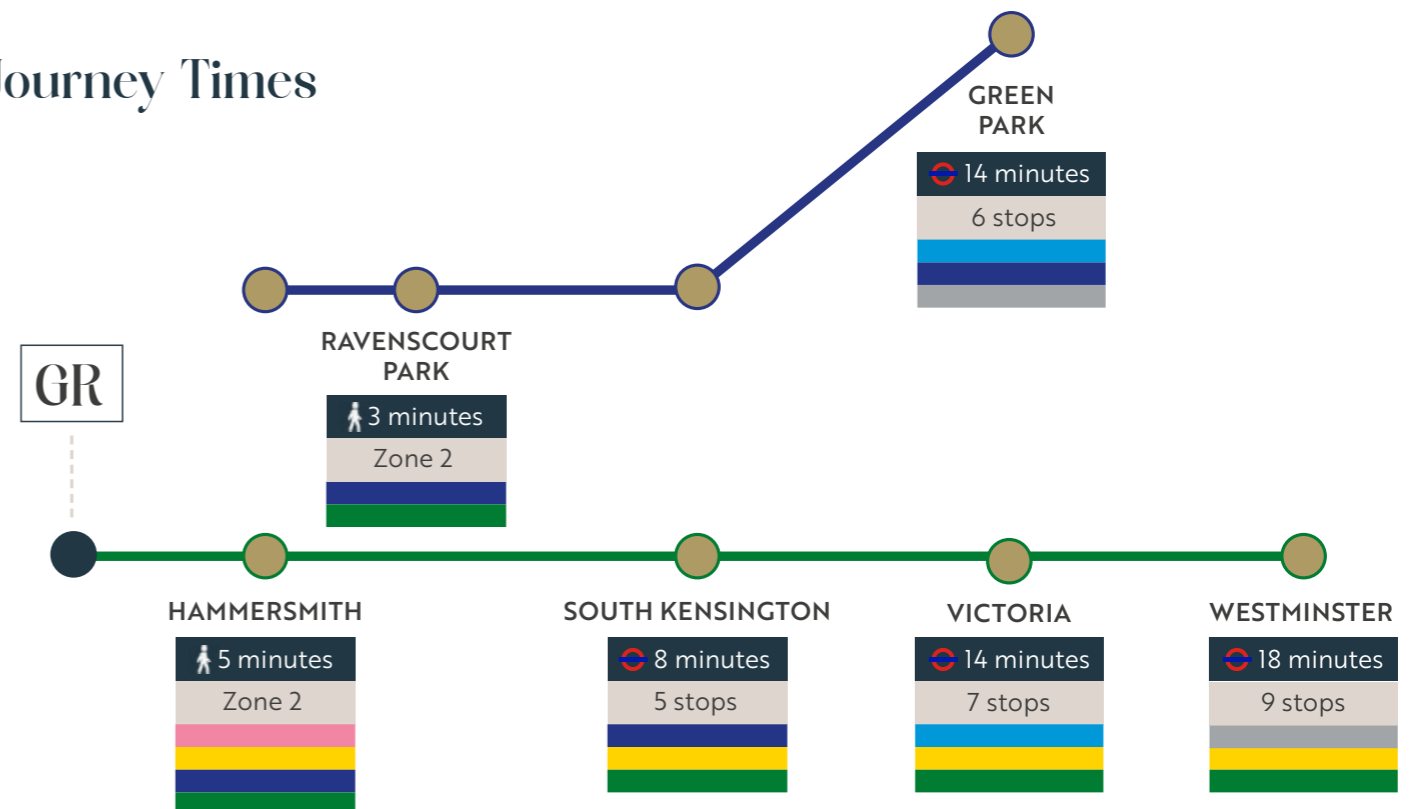 Journey Times
GREEN
PARK
14 minutes
6 stops
RAVENSCOURT
PARK
3 minutes
Zone 2
GR
HAMMERSMITH
5 minutes
Zone 2
SOUTH KENSINGTON
8 minutes
5 stops
VICTORIA
14 minutes
7 stops
WESTMINSTER
18 minutes
9 stops